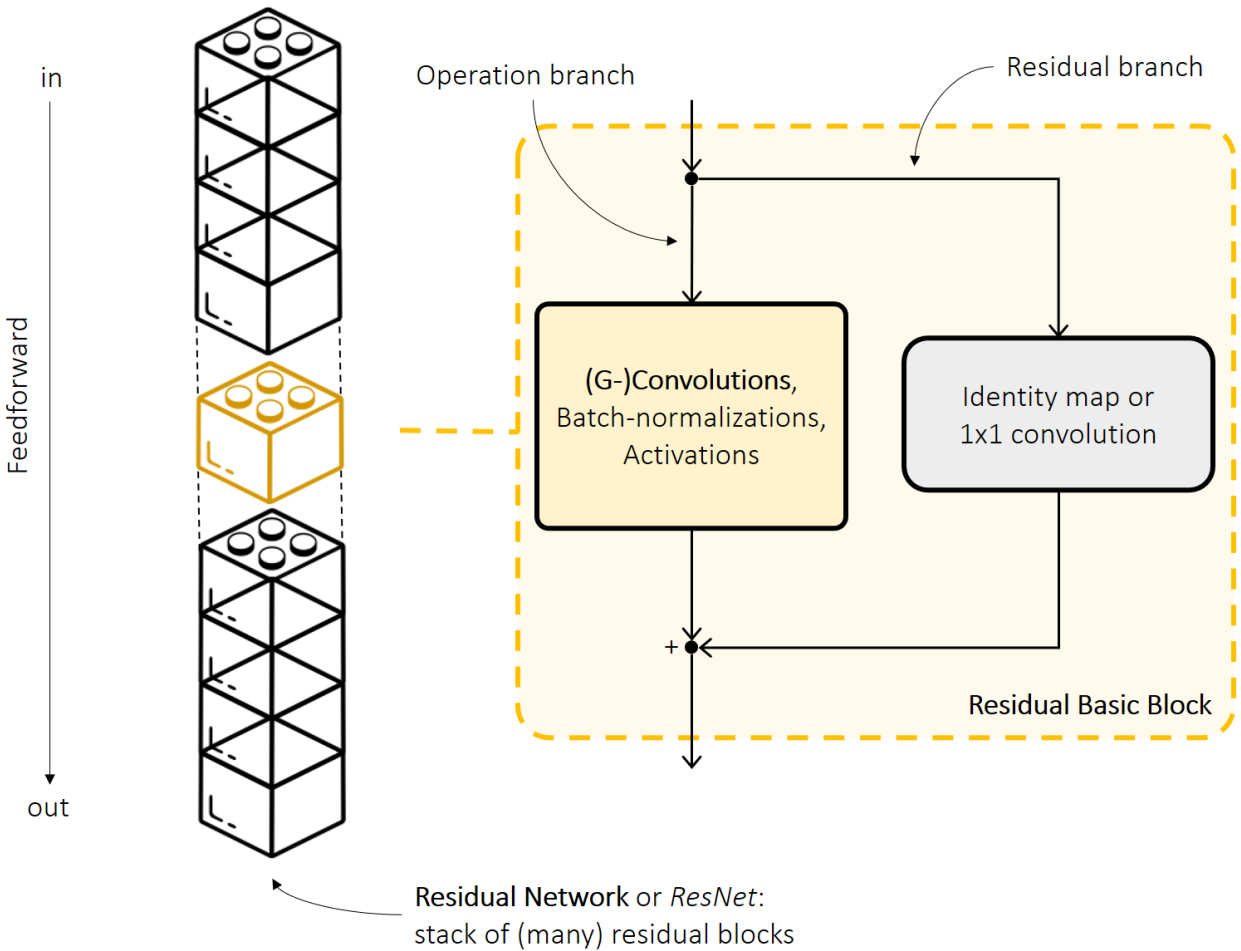 in
Feedforward
out
Operation branch
Residual branch
(G-)Convolutions,
Batch-normalizations,
Activations
Identity map or
1x1 convolution
+
Residual Basic Block
Residual Network or ResNet:
stack of (many) residual blocks